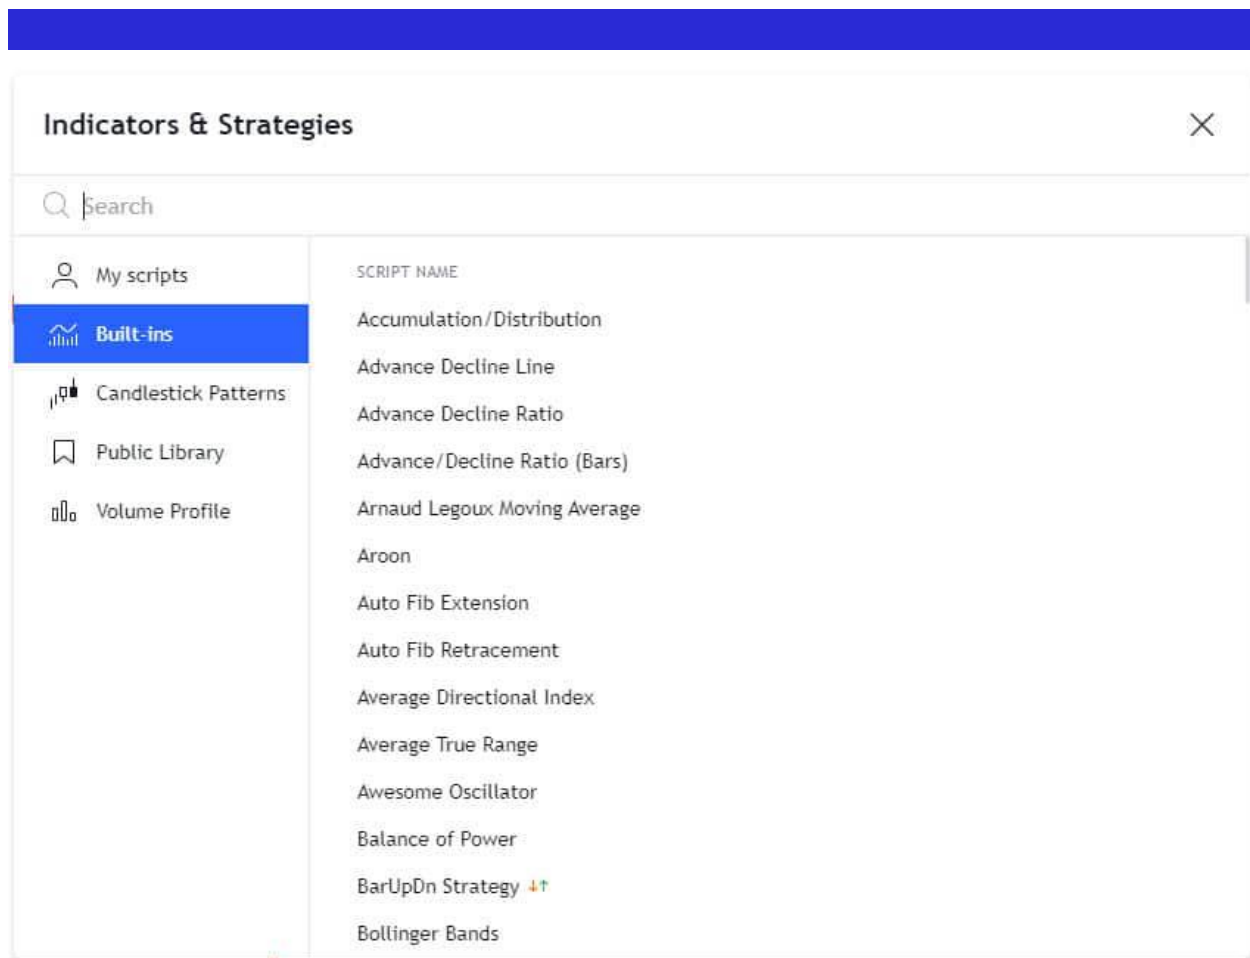 Indicators & Strategies
Search
My scripts
Built-ins
Candlestick Patterns
Public Library
Volume Profile
SCRIPT NAME
Accumulation/Distribution
Advance Decline Line
Advance Decline Ratio
Advance/Decline Ratio (Bars)
Arnaud Legoux Moving Average
Aroon
Auto Fib Extension
Auto Fib Retracement
Average Directional Index
Average True Range
Awesome Oscillator
Balance of Power
BarUpDn Strategy
Bollinger Bands